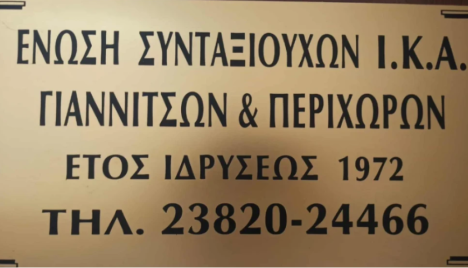 ΕΝΩΣΗ ΣΥΝΤΑΞΙΟΥΧΩΝ Ι.Κ.Α.
ΓΙΑΝΝΙΤΣΩΝ & ΠΕΡΙΧΩΡΩΝ
ΕΤΟΣ ΙΔΡΥΣΕΩΣ 1972
ΤΗΛ. 23820-24466